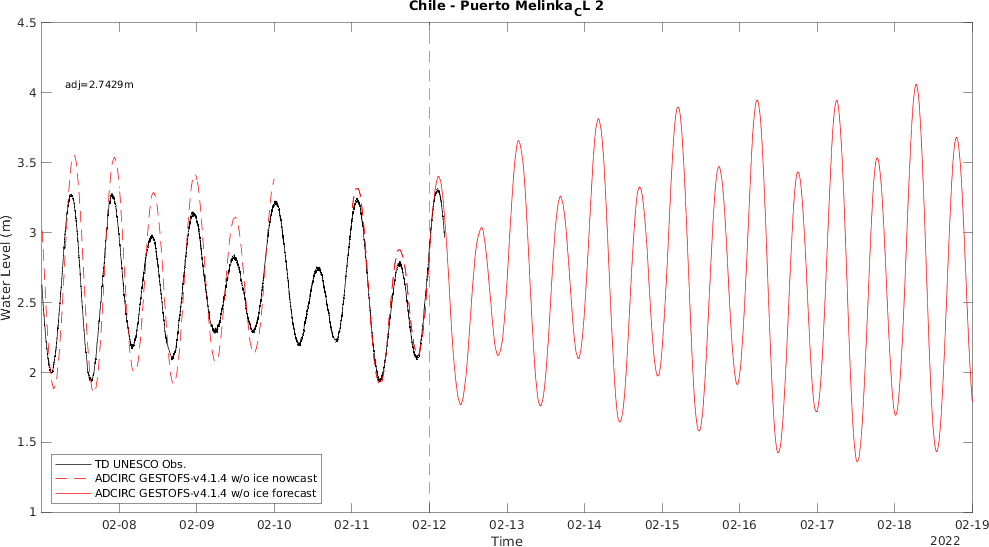 Chile - Puerto Melinka_CL 2
4.5
4
3.5
3
2.5
2
1.5
1
Water Level (m)
adj=2.7429m
TD UNESCO Obs.
ADCIRC GESTOFS-v4.1.4 w/o ice nowcast
ADCIRC GESTOFS-v4.1.4 w/o ice forecast
02-08 02-09 02-10 02-11 02-12 02-13 02-14 02-15 02-16 02-17 02-18 02-19
Time
2022